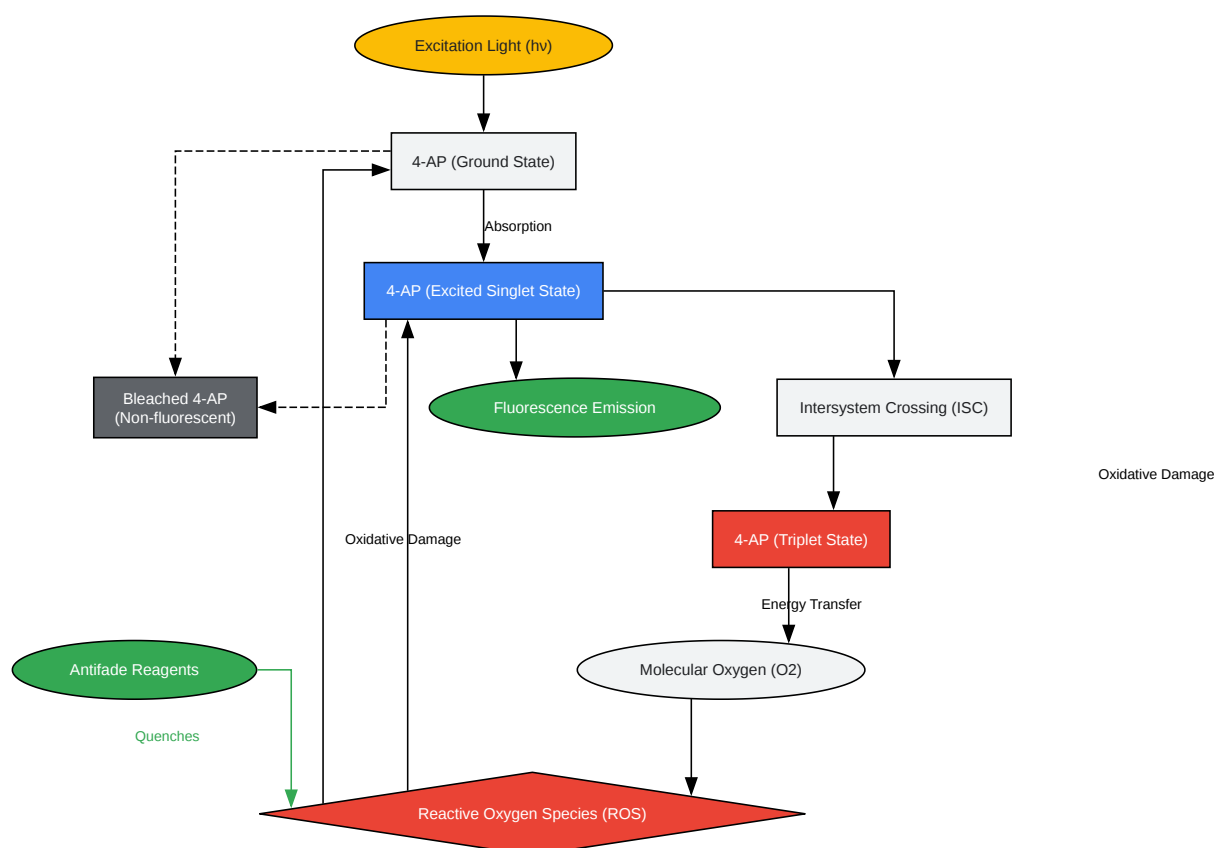 Excitation Light (hν)
4-AP (Ground State)
Absorption
4-AP (Excited Singlet State)
Bleached 4-AP
(Non-fluorescent)
Fluorescence Emission
Intersystem Crossing (ISC)
Oxidative Damage
Oxidative Damage
4-AP (Triplet State)
Energy Transfer
Antifade Reagents
Molecular Oxygen (O2)
Quenches
Reactive Oxygen Species (ROS)